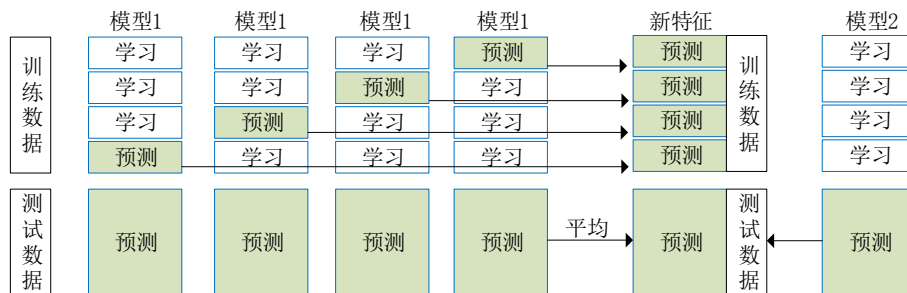 模型1 模型1 模型1 模型1 新特征 模型2
训练数据
学习 学习 学习 预测 预测 学习
学习 学习 预测 学习 预测 学习
学习 预测 学习 学习 预测 学习
预测 学习 学习 学习 预测 学习
训练数据
测试数据
预测 预测 预测 预测 平均 预测 测试数据 预测